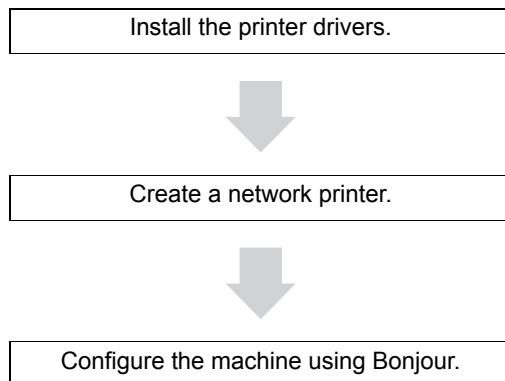 Install the printer drivers.
Create a network printer.
Configure the machine using Bonjour.